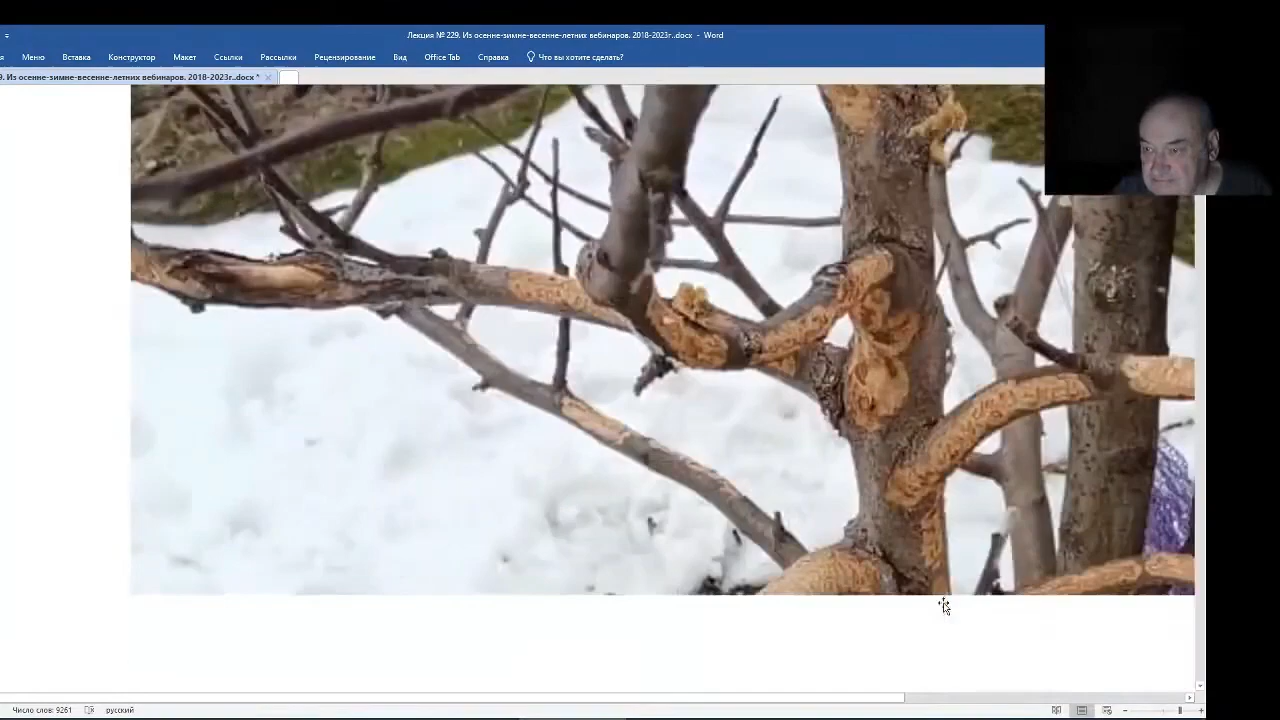 Лекция № 229. Из осенне-зимне-весенне-летних вебинаров. 2018-2023г..docx - Word
я Меню Вставка Конструктор Макет Ссылки Рассылки Рецензирование Вид Office Tab Справка Что вы хотите сделать?
9. Из осенне-зимне-весенне-летних вебинаров. 2018-2023г..docx *
Число слов: 9261 русский